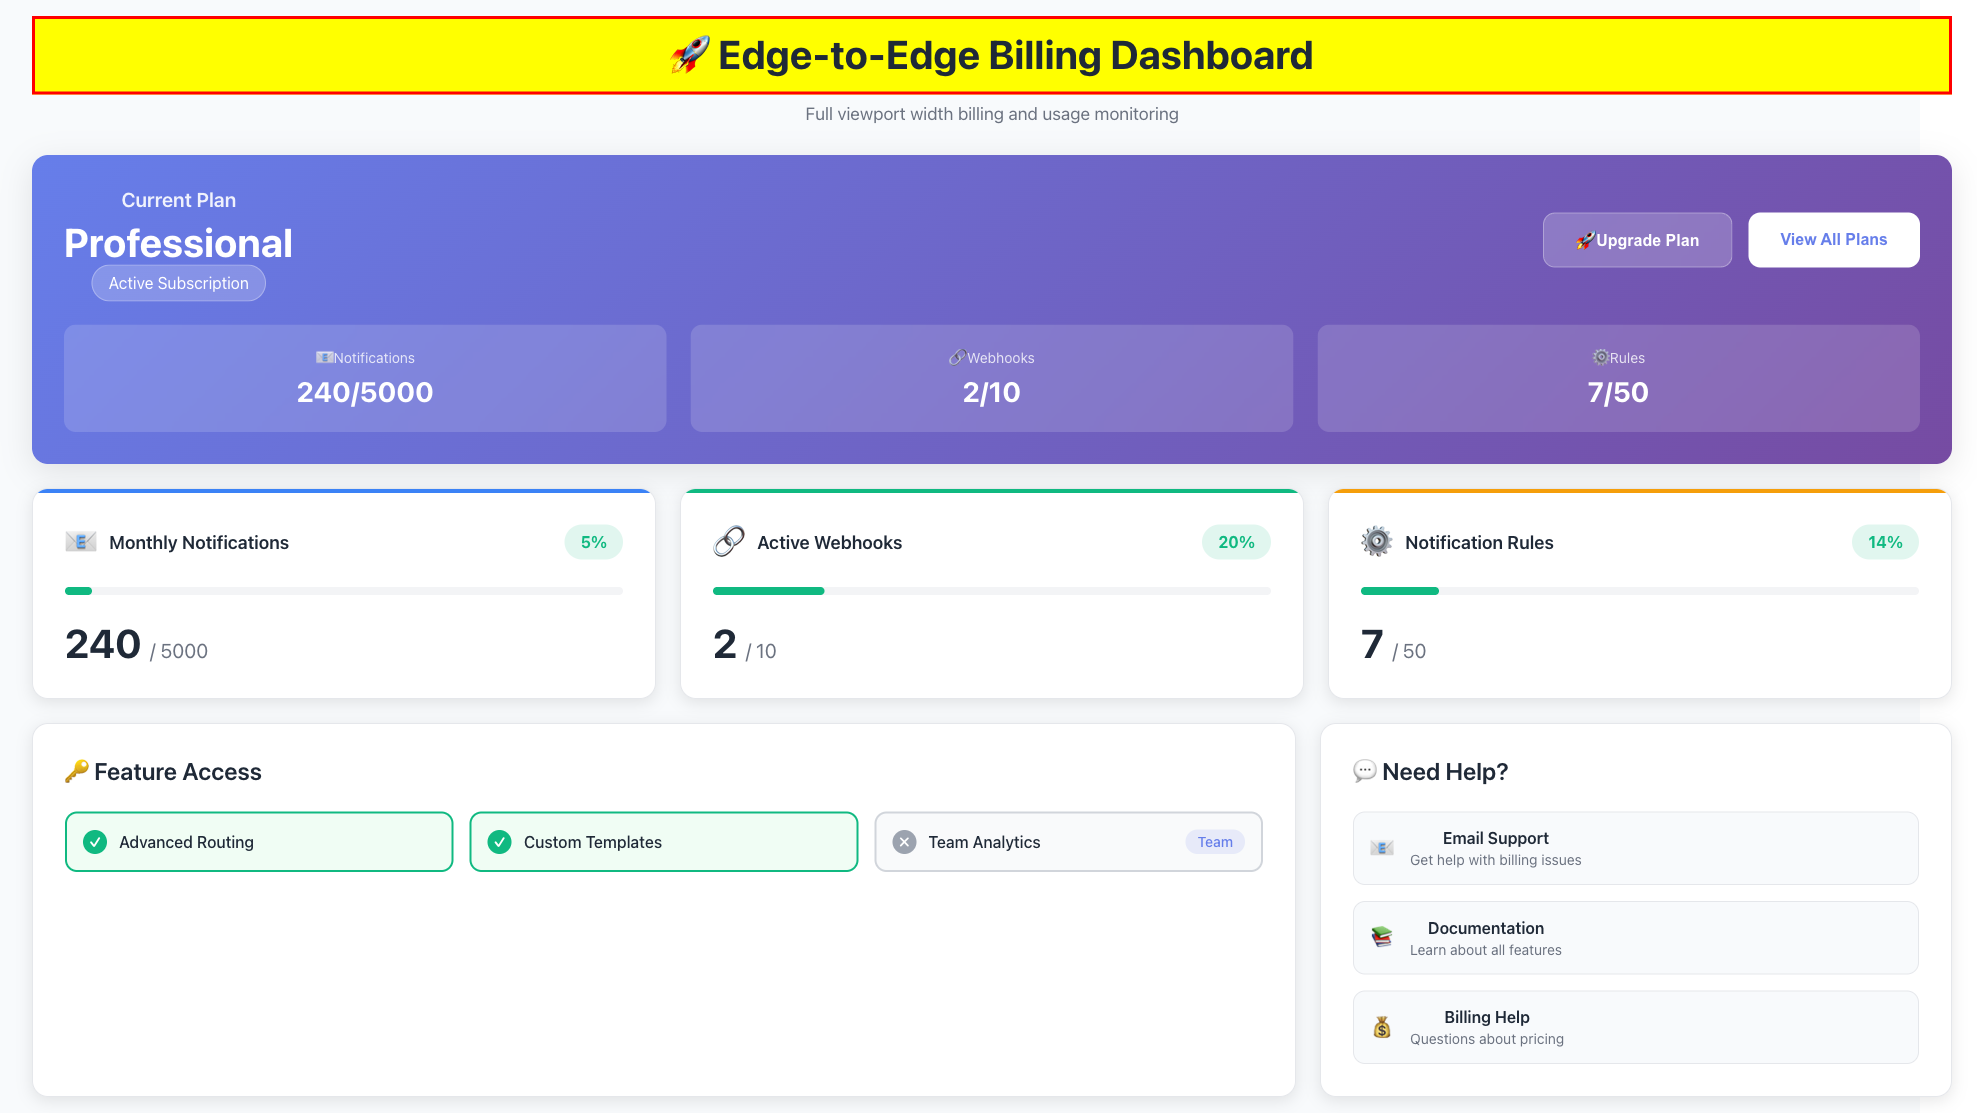 🚀 Edge-to-Edge Billing Dashboard
Full viewport width billing and usage monitoring
Current Plan
Professional
Active Subscription
🚀Upgrade Plan
View All Plans
📧Notifications
240/5000
🔗Webhooks
2/10
⚙️Rules
7/50
📧 Monthly Notifications
5%
240 / 5000
🔗 Active Webhooks
20%
2 / 10
⚙️ Notification Rules
14%
7 / 50
🔑 Feature Access
Advanced Routing
Custom Templates
Team Analytics
Team
💬 Need Help?
Email Support
Get help with billing issues
Documentation
Learn about all features
Billing Help
Questions about pricing